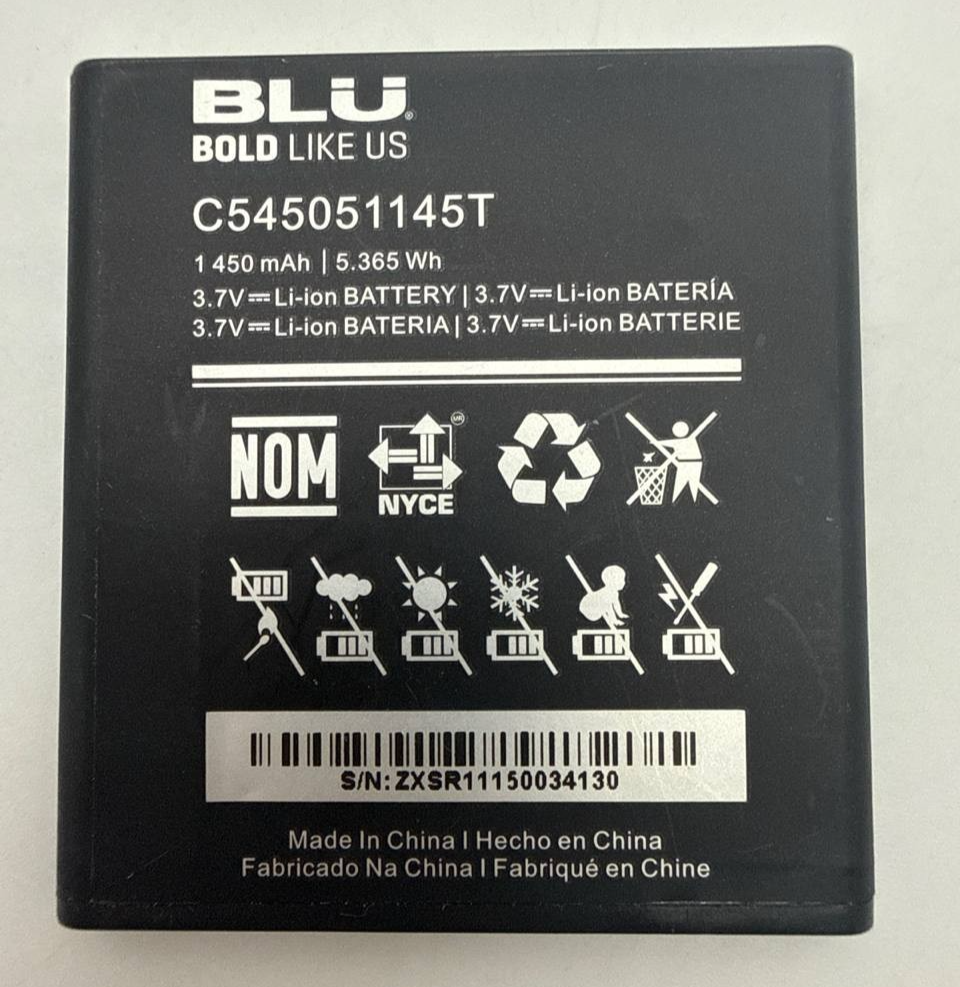 BLU®
BOLD LIKE US
C545051145T
1 450 mAh | 5.365 Wh
3.7V⎓Li-ion BATTERY | 3.7V⎓Li-ion BATERÍA
3.7V⎓Li-ion BATERIA | 3.7V⎓Li-ion BATTERIE
NOM
MR
NYCE
S/N: ZXSR11150034130
Made In China I Hecho en China
Fabricado Na China I Fabriqué en Chine